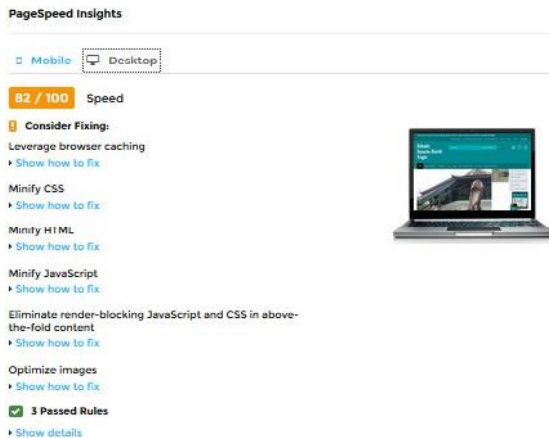 PageSpeed Insights
Mobile
Desktop
82 / 100 Speed
Consider Fixing:
Leverage browser caching
Show how to fix
Minify CSS
Show how to fix
Minify HTML
Show how to fix
Minify JavaScript
Show how to fix
Eliminate render-blocking JavaScript and CSS in above-
the-fold content
Show how to fix
Optimize images
Show how to fix
3 Passed Rules
Show details